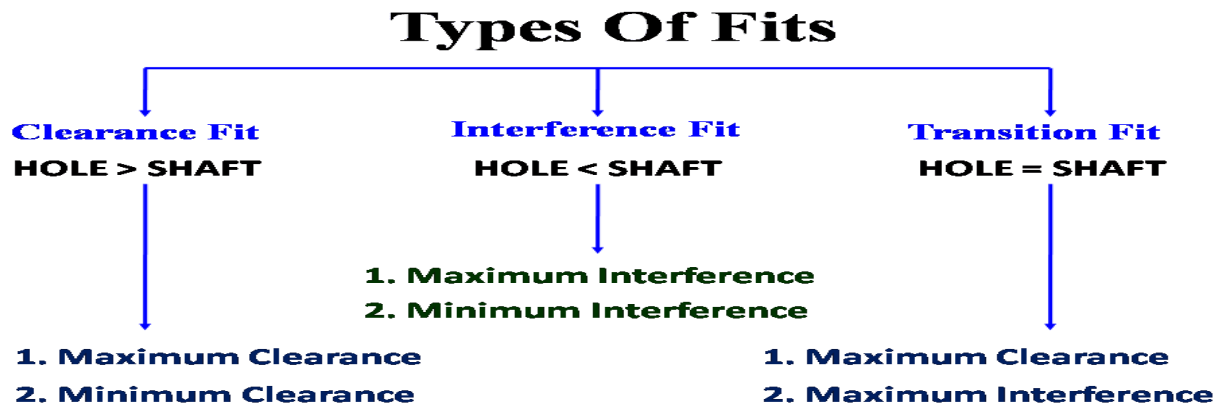 Types Of Fits
Clearance Fit
HOLE > SHAFT
1. Maximum Clearance
2. Minimum Clearance
Interference Fit
HOLE < SHAFT
1. Maximum Interference
2. Minimum Interference
Transition Fit
HOLE = SHAFT
1. Maximum Clearance
2. Maximum Interference